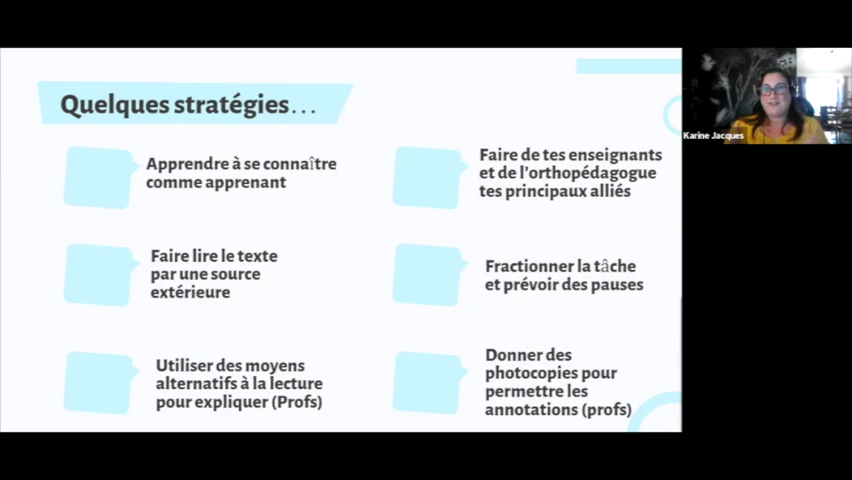 Quelques stratégies...
Apprendre à se connaître
comme apprenant
Faire de tes enseignants
et de l'orthopédagogue
tes principaux alliés
Faire lire le texte
par une source
extérieure
Fractionner la tâche
et prévoir des pauses
Utiliser des moyens
alternatifs à la lecture
pour expliquer (Profs)
Donner des
photocopies pour
permettre les
annotations (profs)
Karine Jacques